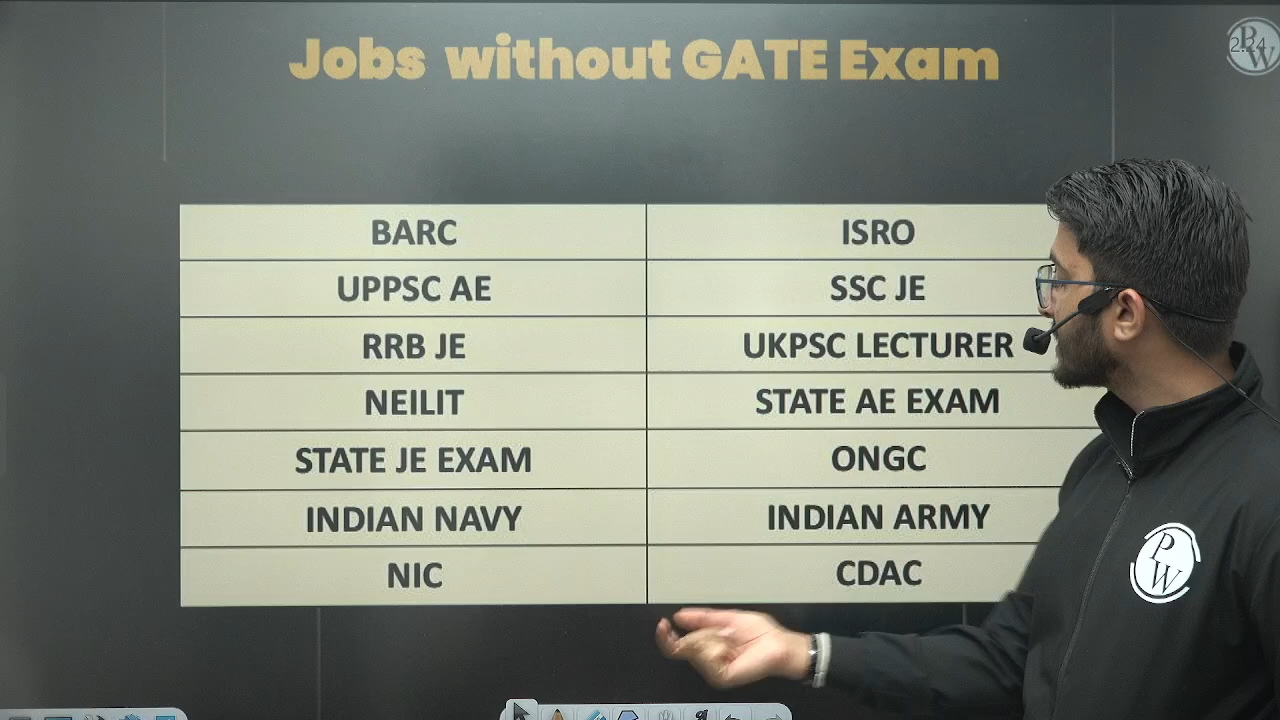 Jobs without GATE Exam
BARC ISRO
UPPSC AE SSC JE
RRB JE UKPSC LECTURER
NEILIT STATE AE EXAM
STATE JE EXAM ONGC
INDIAN NAVY INDIAN ARMY
NIC CDAC
P
W
P
W